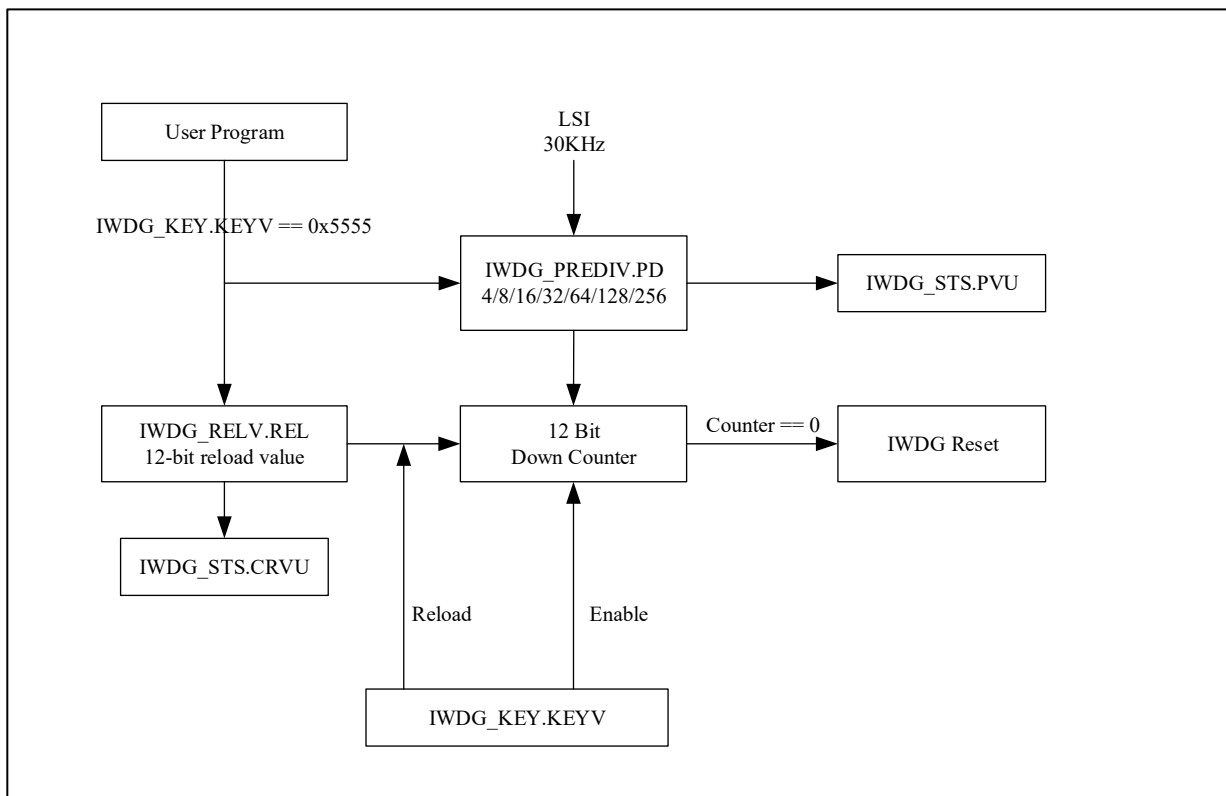 User Program
LSI
30KHz
IWDG_KEY.KEYV == 0x5555
IWDG_PREDIV.PD
4/8/16/32/64/128/256
IWDG_STS.PVU
IWDG_RELV.REL
12-bit reload value
12 Bit
Down Counter
Counter == 0
IWDG Reset
IWDG_STS.CRVU
Reload
Enable
IWDG_KEY.KEYV